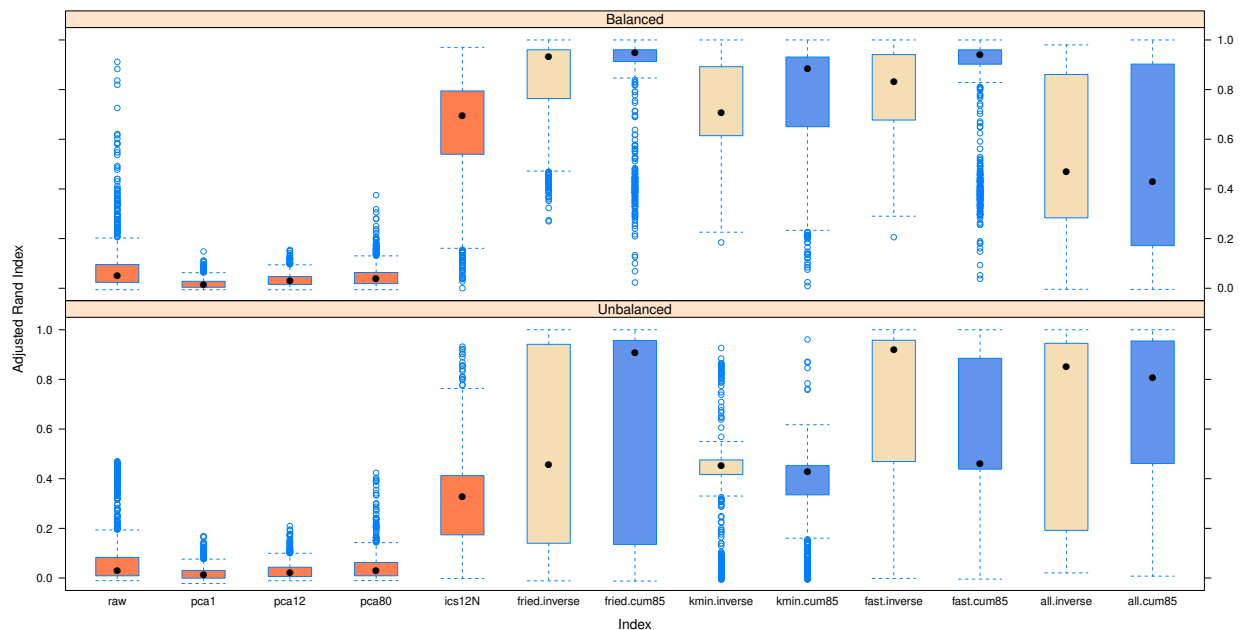 Balanced
1.0
0.8
0.6
0.4
0.2
0.0
Unbalanced
1.0
0.8
0.6
0.4
0.2
0.0
Adjusted Rand Index
raw pca1 pca12 pca80 ics12N fried.inverse fried.cum85 kmin.inverse kmin.cum85 fast.inverse fast.cum85 all.inverse all.cum85
Index